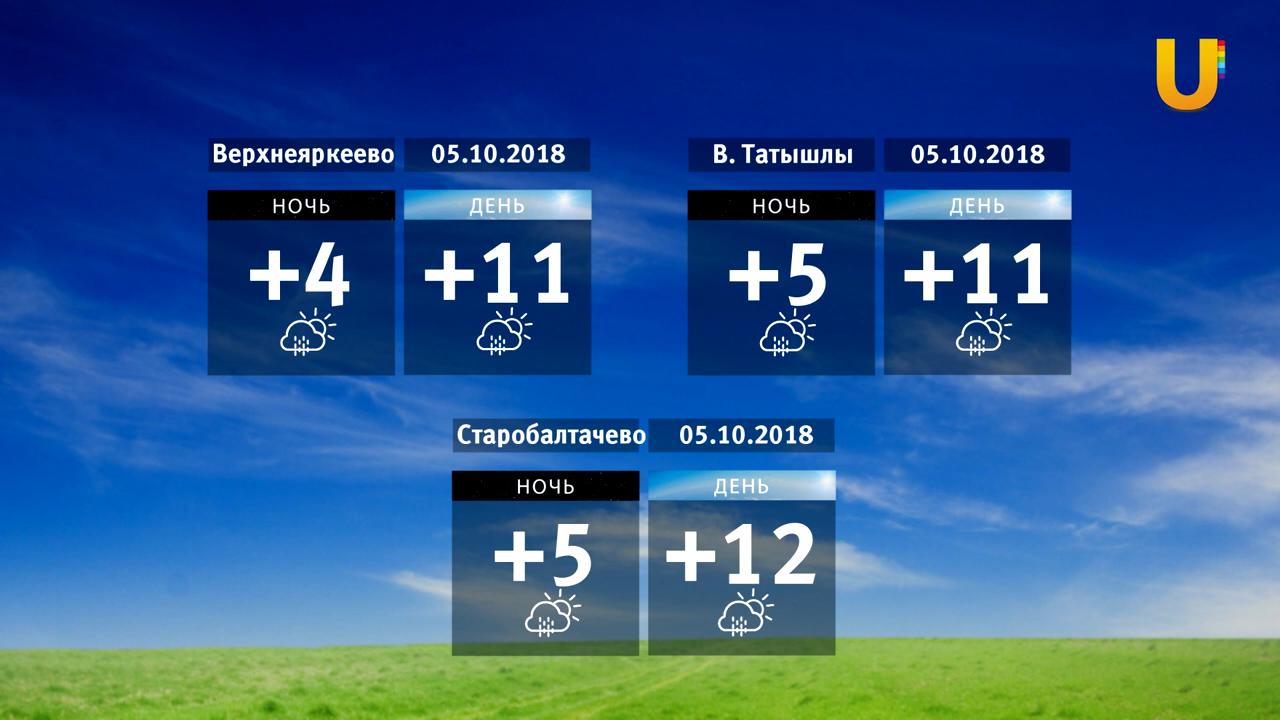 U
Верхнеяркеево 05.10.2018
НОЧЬ ДЕНЬ
+4 +11
В. Татышлы 05.10.2018
НОЧЬ ДЕНЬ
+5 +11
Старобалтачево 05.10.2018
НОЧЬ ДЕНЬ
+5 +12